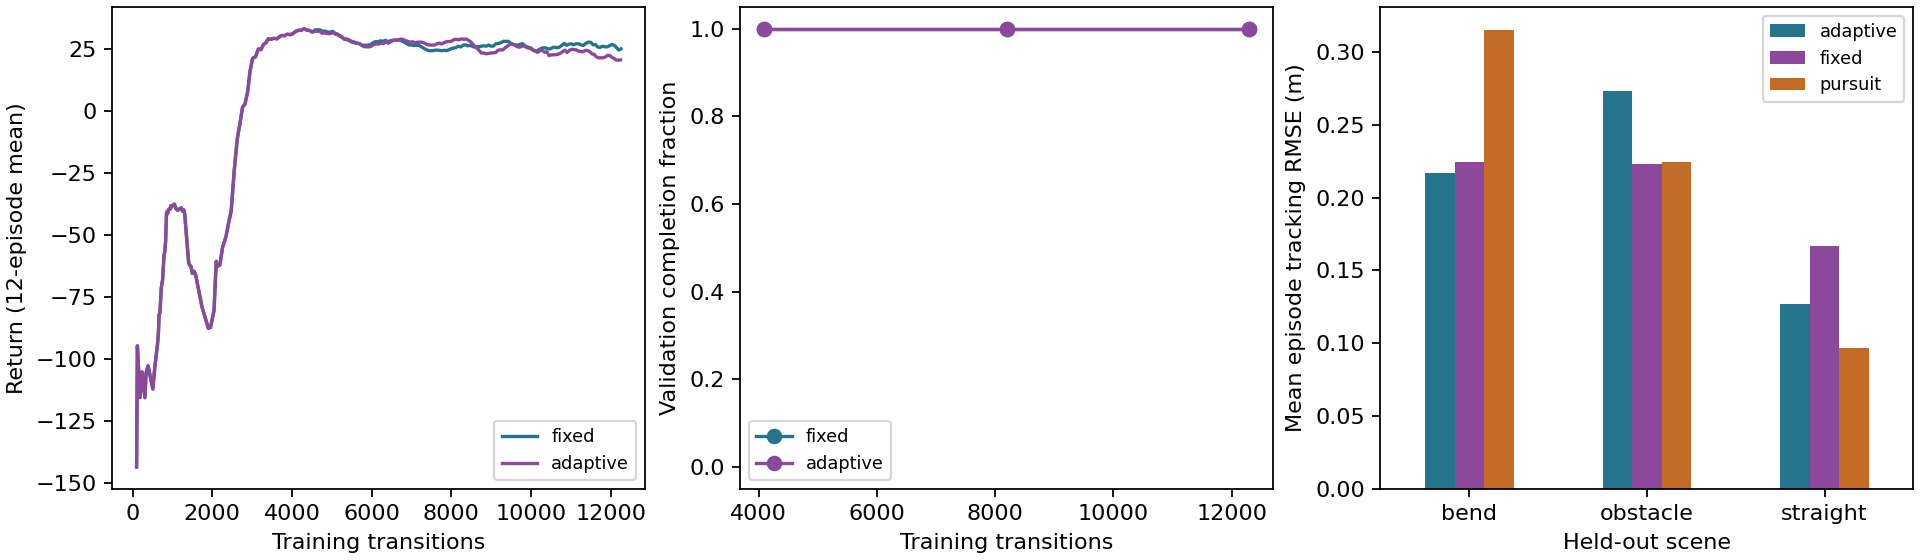 Return (12-episode mean)
25
0
−25
−50
−75
−100
−125
−150
0
2000
4000
6000
8000
10000
12000
Training transitions
fixed
adaptive
Validation completion fraction
1.0
0.8
0.6
0.4
0.2
0.0
4000
6000
8000
10000
12000
Training transitions
fixed
adaptive
Mean episode tracking RMSE (m)
0.30
0.25
0.20
0.15
0.10
0.05
0.00
bend
obstacle
straight
Held-out scene
adaptive
fixed
pursuit